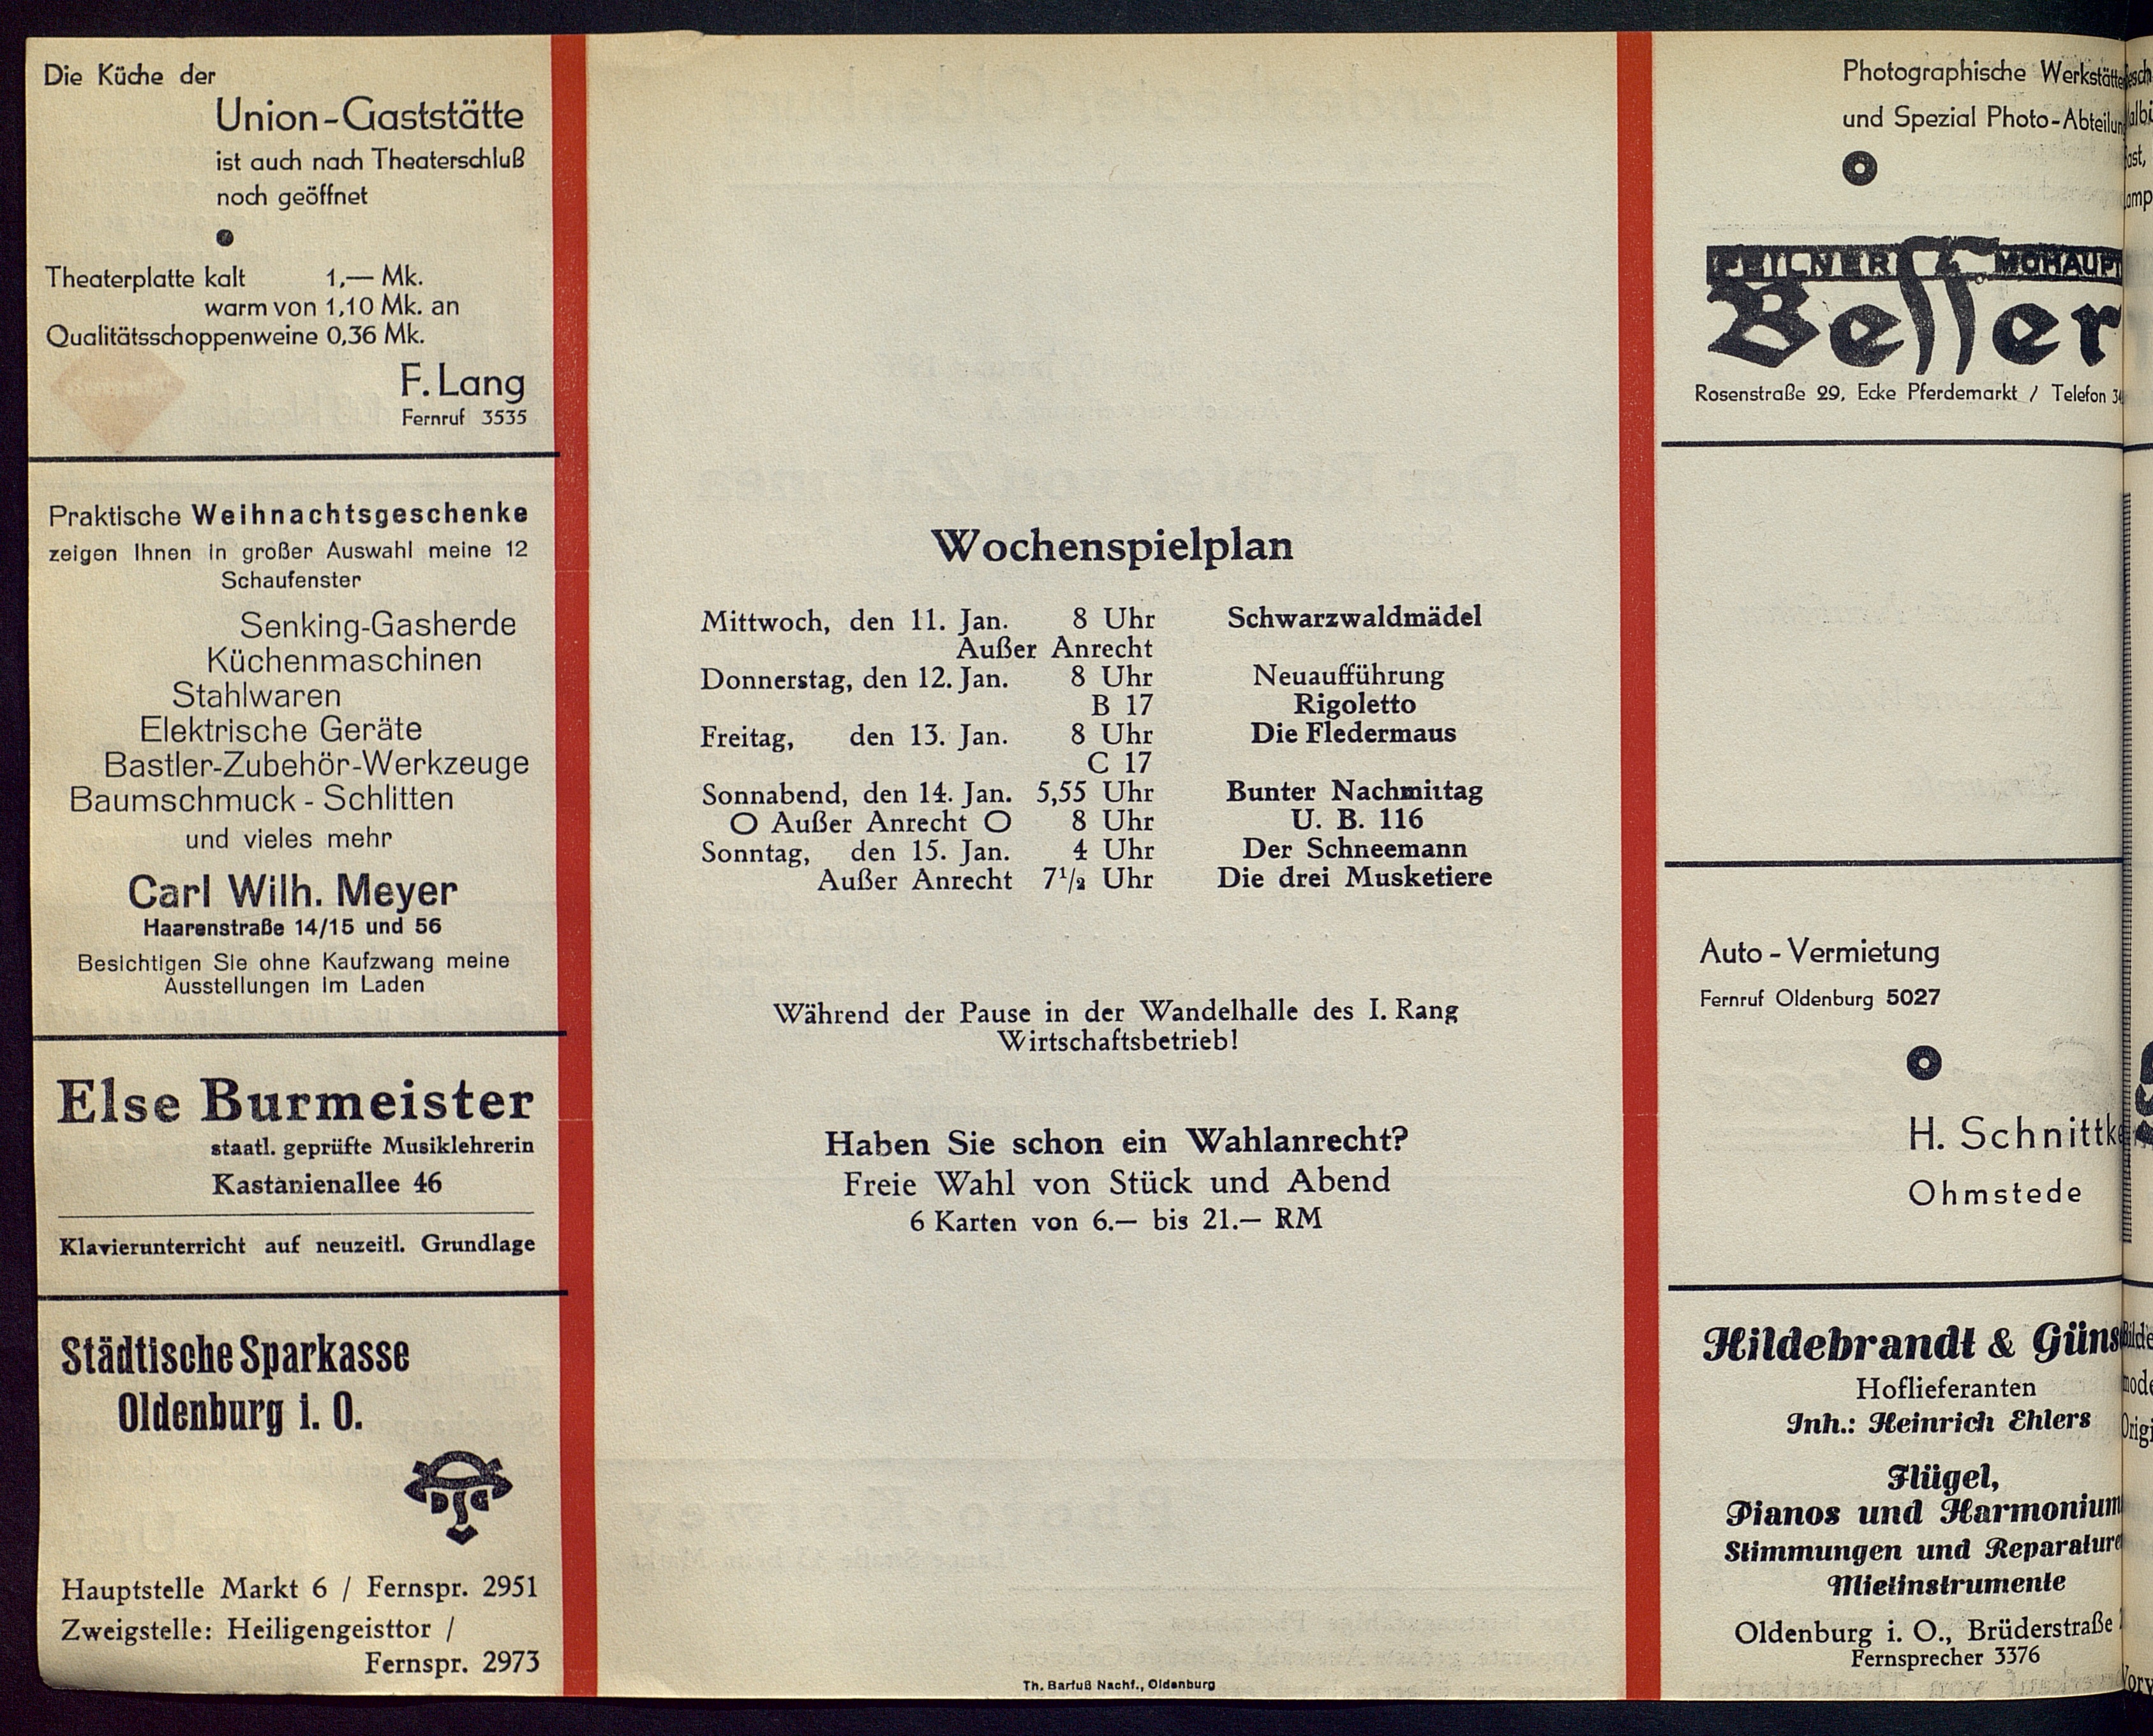 Die Küche der
Union-Gaststätte
ist auch nach Theaterschluß
noch geöffnet
Theaterplatte kalt 1,— Mk.
warm von 1,10 Mk. an
Qualitätsschoppenweine 0,36 Mk.
F. Lang
Fernruf 3535
Praktische Weihnachtsgeschenke
zeigen Ihnen in großer Auswahl meine 12
Schaufenster
Senking-Gasherde
Küchenmaschinen
Stahlwaren
Elektrische Geräte
Bastler-Zubehör-Werkzeuge
Baumschmuck - Schlitten
und vieles mehr
Carl Wilh. Meyer
Haarenstraße 14/15 und 56
Besichtigen Sie ohne Kaufzwang meine
Ausstellungen im Laden
Else Burmeister
staatl. geprüfte Musiklehrerin
Kastanienallee 46
Klavierunterricht auf neuzeitl. Grundlage
Städtische Sparkasse
Oldenburg i. O.
Hauptstelle Markt 6 / Fernspr. 2951
Zweigstelle: Heiligengeisttor /
Fernspr. 2973
Wochenspielplan
Mittwoch, den 11. Jan. 8 Uhr Schwarzwaldmädel
Außer Anrecht
Donnerstag, den 12. Jan. 8 Uhr Neuaufführung
B 17 Rigoletto
Freitag, den 13. Jan. 8 Uhr Die Fledermaus
C 17
Sonnabend, den 14. Jan. 5,55 Uhr Bunter Nachmittag
O Außer Anrecht O 8 Uhr U. B. 116
Sonntag, den 15. Jan. 4 Uhr Der Schneemann
Außer Anrecht 7½ Uhr Die drei Musketiere
Während der Pause in der Wandelhalle des I. Rang
Wirtschaftsbetrieb!
Haben Sie schon ein Wahlanrecht?
Freie Wahl von Stück und Abend
6 Karten von 6.— bis 21.— RM
Th. Barfuß Nachf., Oldenburg
Photographische Werkstätte
und Spezial Photo-Abteilun
Besser
Rosenstraße 29, Ecke Pferdemarkt / Telefon
Auto-Vermietung
Fernruf Oldenburg 5027
H. Schnittk
Ohmstede
Hildebrandt & Güns
Hoflieferanten
Inh.: Heinrich Ehlers
Flügel,
Pianos und Harmonium
Stimmungen und Reparature
Mietinstrumente
Oldenburg i. O., Brüderstraße
Fernsprecher 3376